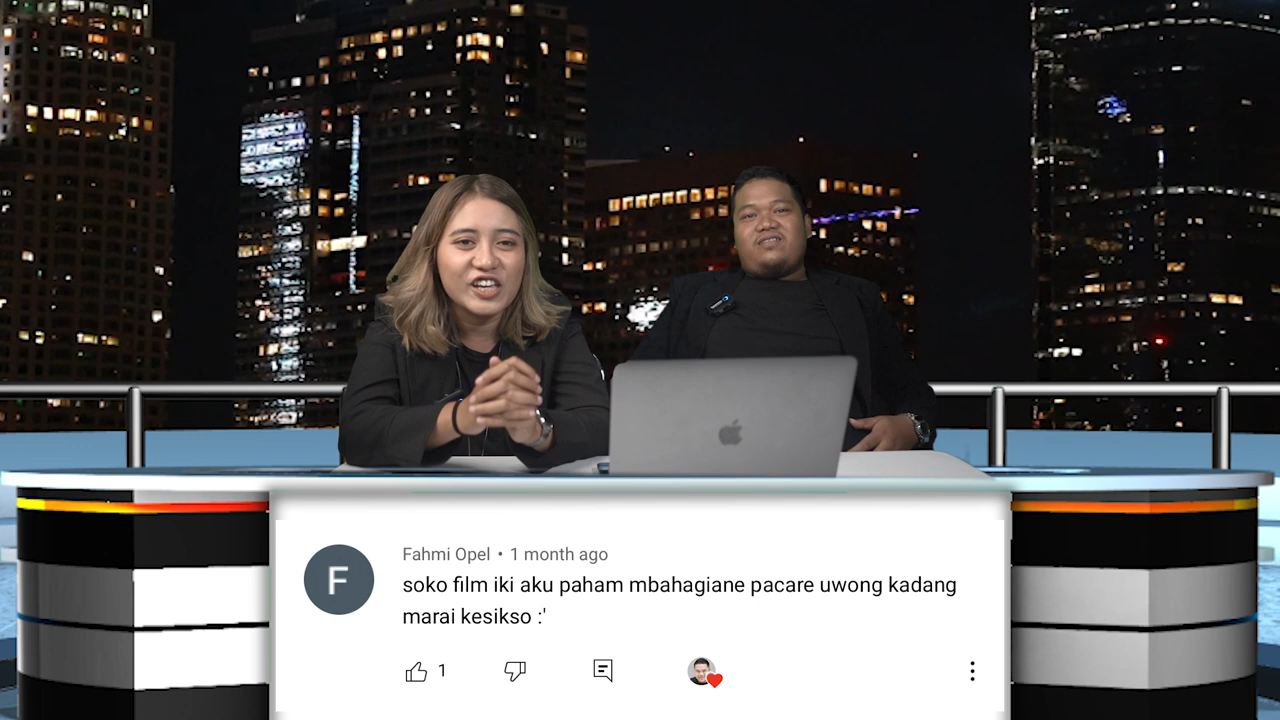 F
Fahmi Opel • 1 month ago
soko film iki aku paham mbahagiane pacare uwong kadang
marai kesikso :'
1